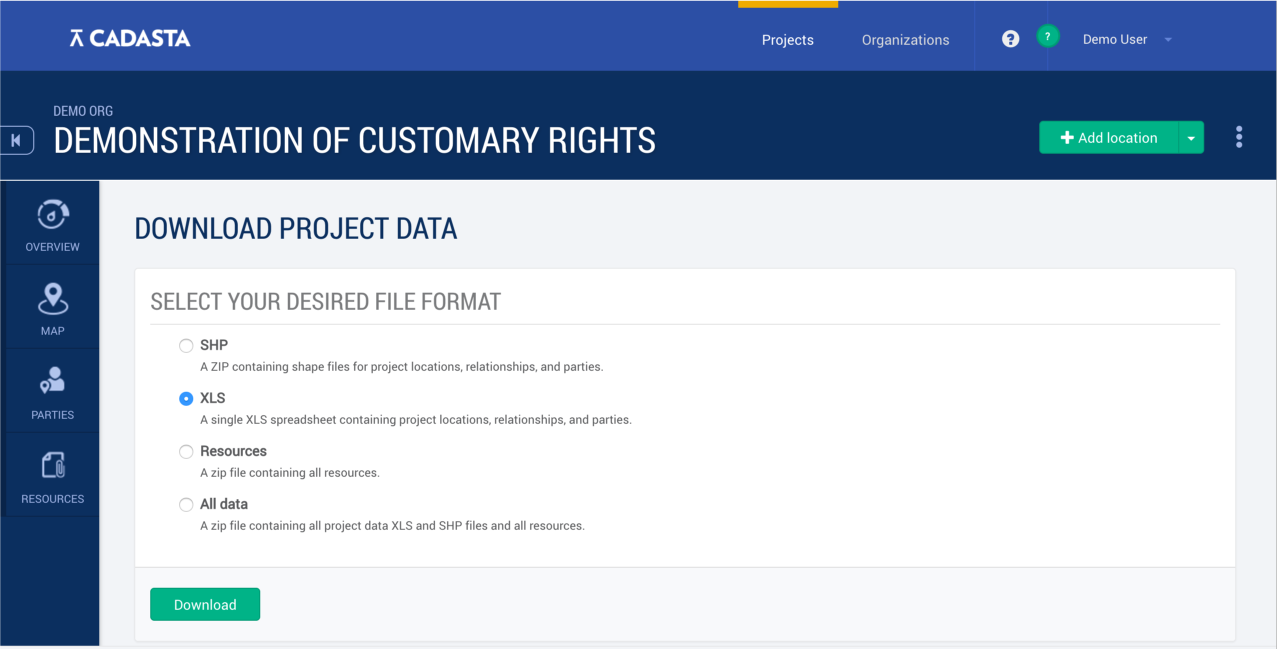 CADASTA
Projects
Organizations
?
?
Demo User
DEMO ORG
DEMONSTRATION OF CUSTOMARY RIGHTS
Add location
OVERVIEW
MAP
PARTIES
RESOURCES
DOWNLOAD PROJECT DATA
SELECT YOUR DESIRED FILE FORMAT
SHP
A ZIP containing shape files for project locations, relationships, and parties.
XLS
A single XLS spreadsheet containing project locations, relationships, and parties.
Resources
A zip file containing all resources.
All data
A zip file containing all project data XLS and SHP files and all resources.
Download